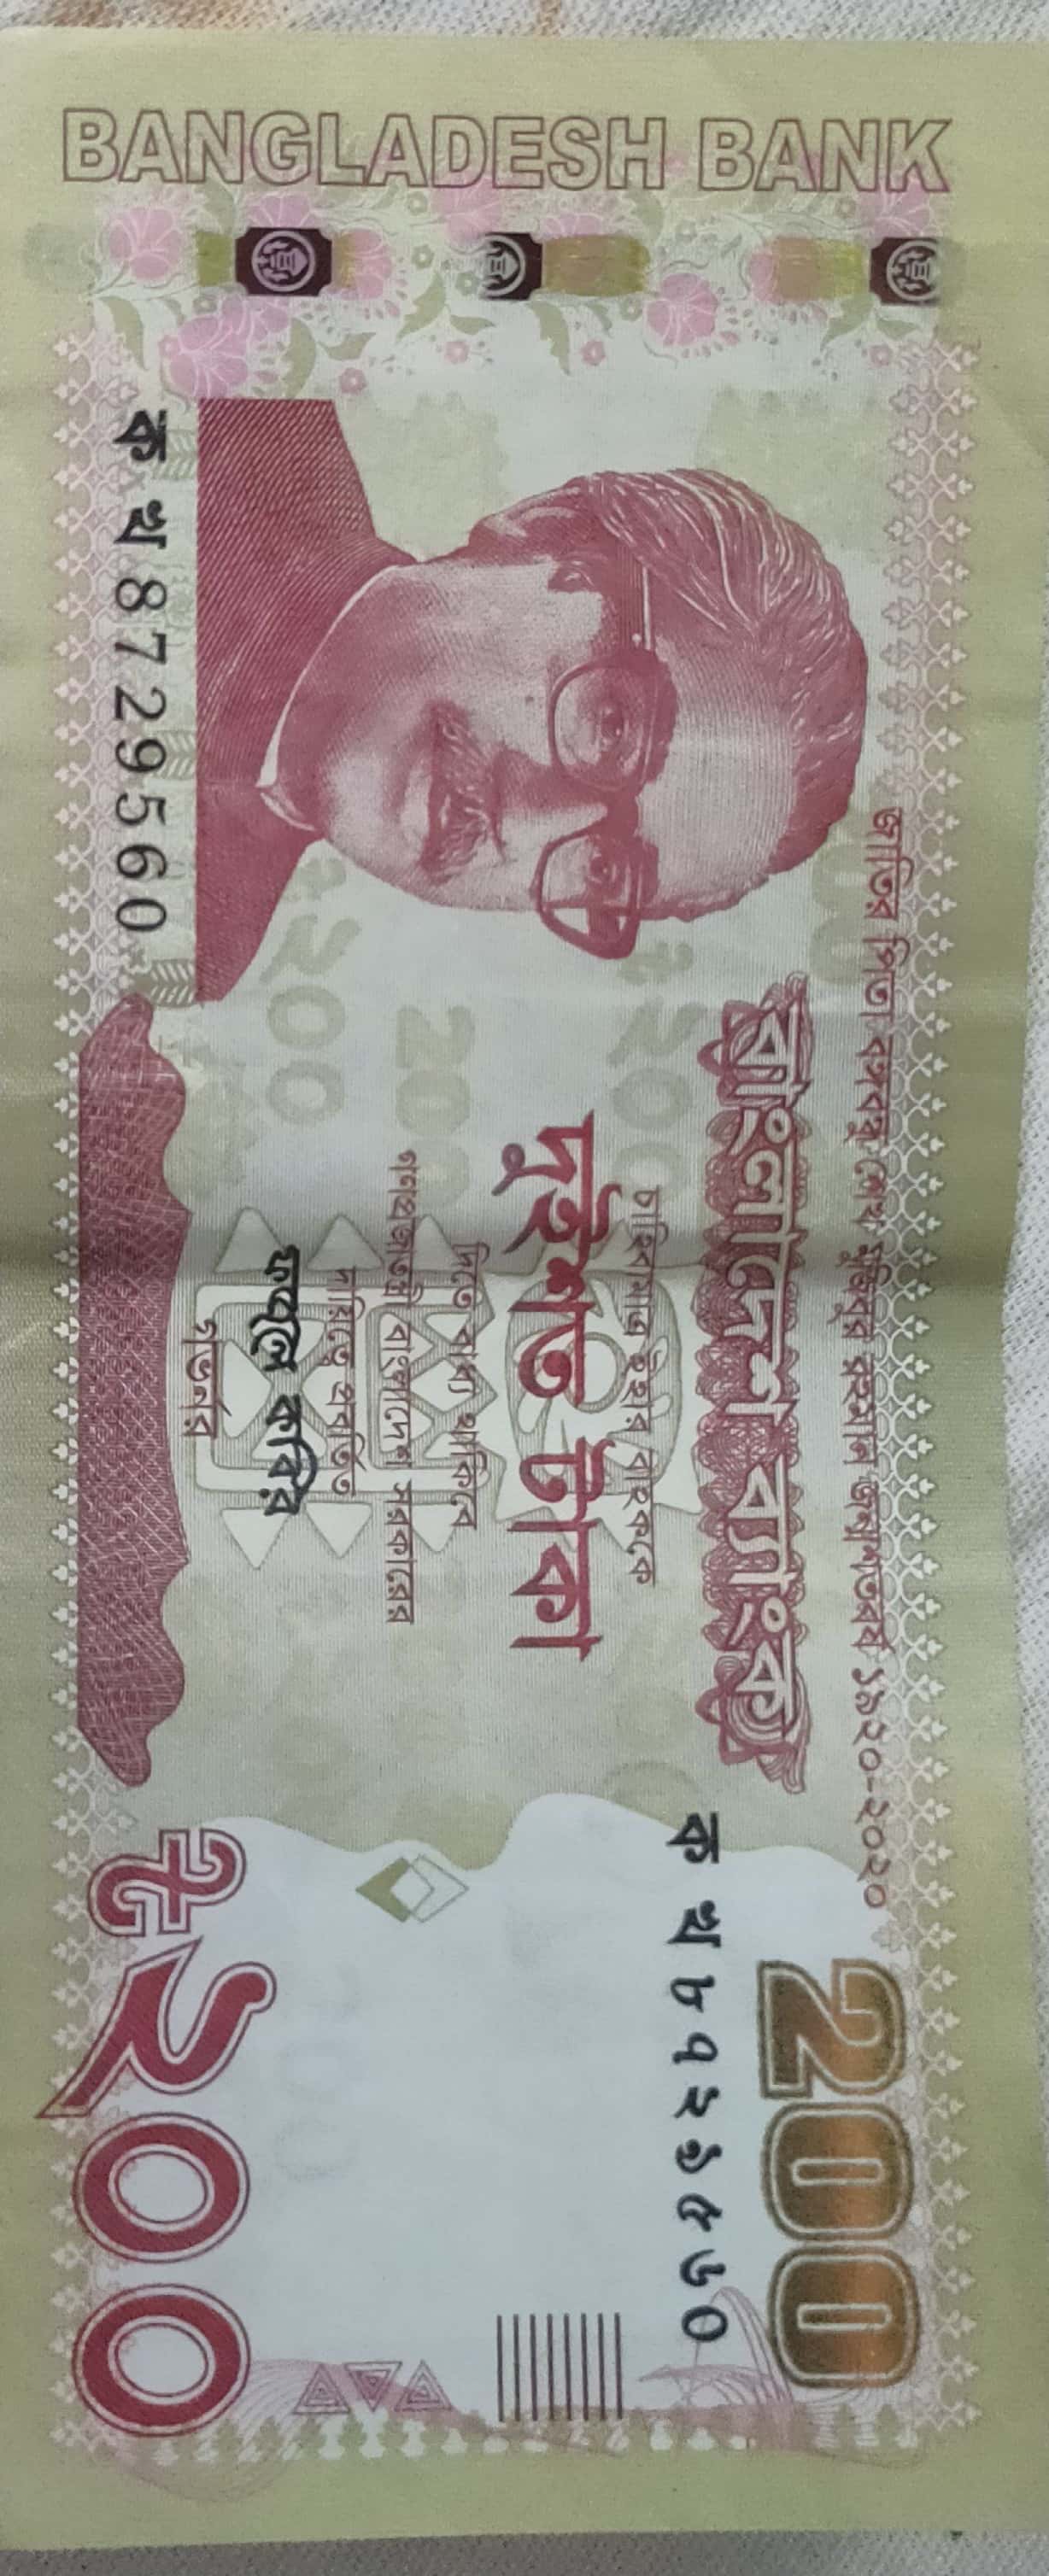 BANGLADESH BANK
জাতির পিতা বঙ্গবন্ধু শেখ মুজিবুর রহমান জন্মশতবর্ষ ১৯২০-২০২০
200
বাংলাদেশ ব্যাংক
ক খ ৮৭২৯৫৬০
চাহিবামাত্র ইহার বাহককে
দুইশত টাকা
দিতে বাধ্য থাকিবে
গণপ্রজাতন্ত্রী বাংলাদেশ সরকারের
দায়িত্বে প্রবর্তিত
ফজলে কবির
গভর্নর
ক খ 8729560
৳২০০